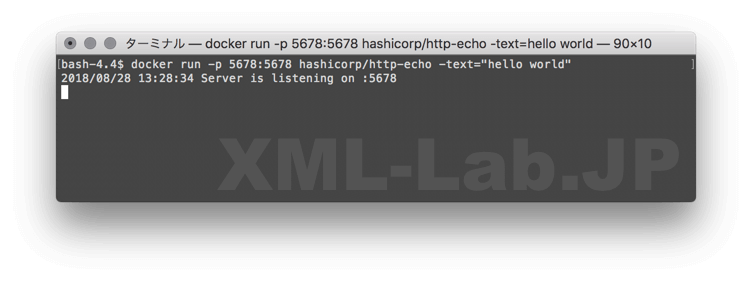 ターミナル — docker run -p 5678:5678 hashicorp/http-echo -text=hello world — 90×10
[bash-4.4$ docker run -p 5678:5678 hashicorp/http-echo -text="hello world" ]
2018/08/28 13:28:34 Server is listening on :5678
XML-Lab.JP